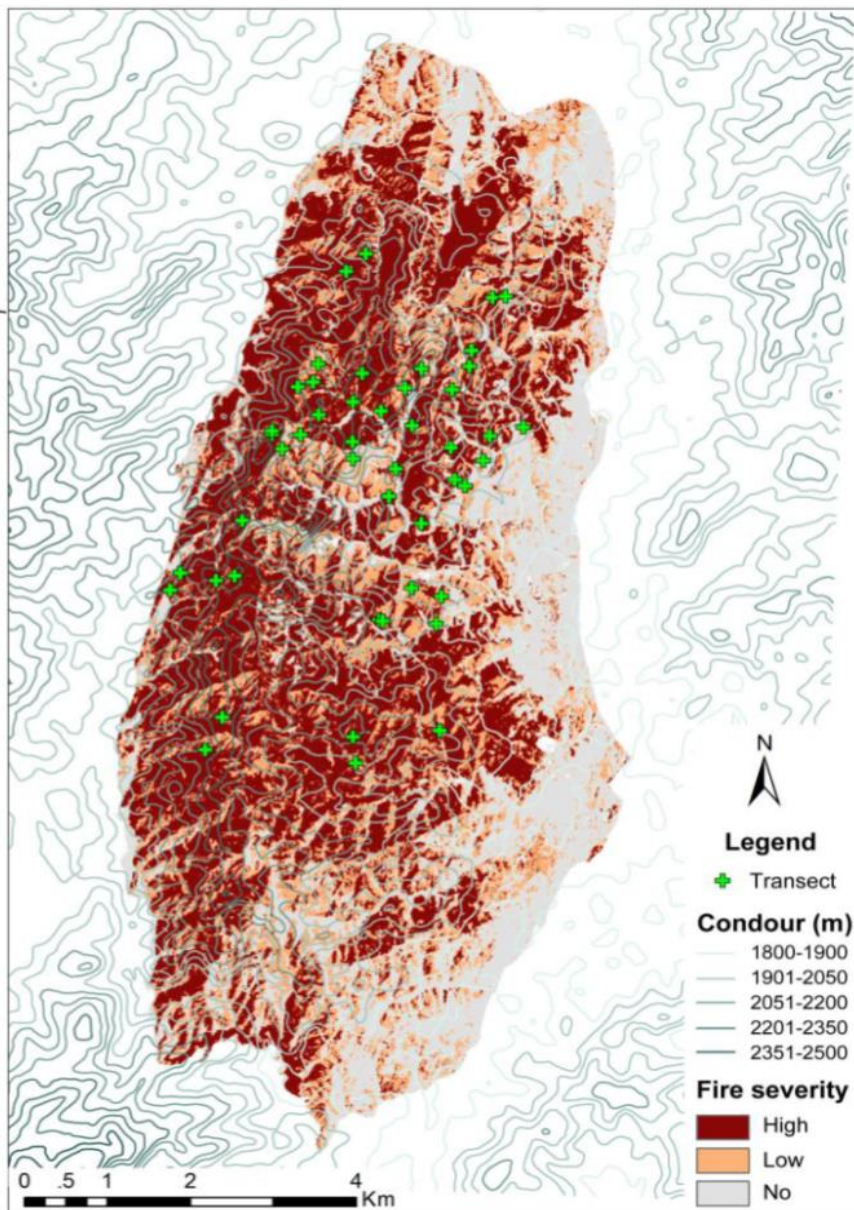 N
Legend
Transect
Condour (m)
1800-1900
1901-2050
2051-2200
2201-2350
2351-2500
Fire severity
High
Low
No
0 .5 1 2 4
Km